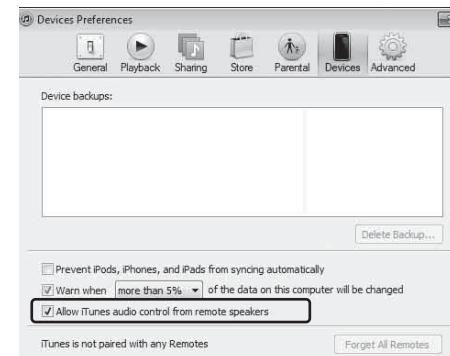 Devices Preferences
General Playback Sharing Store Parental Devices Advanced
Device backups:
Delete Backup...
Prevent iPods, iPhones, and iPads from syncing automatically
Warn when more than 5% of the data on this computer will be changed
Allow iTunes audio control from remote speakers
iTunes is not paired with any Remotes Forget All Remotes